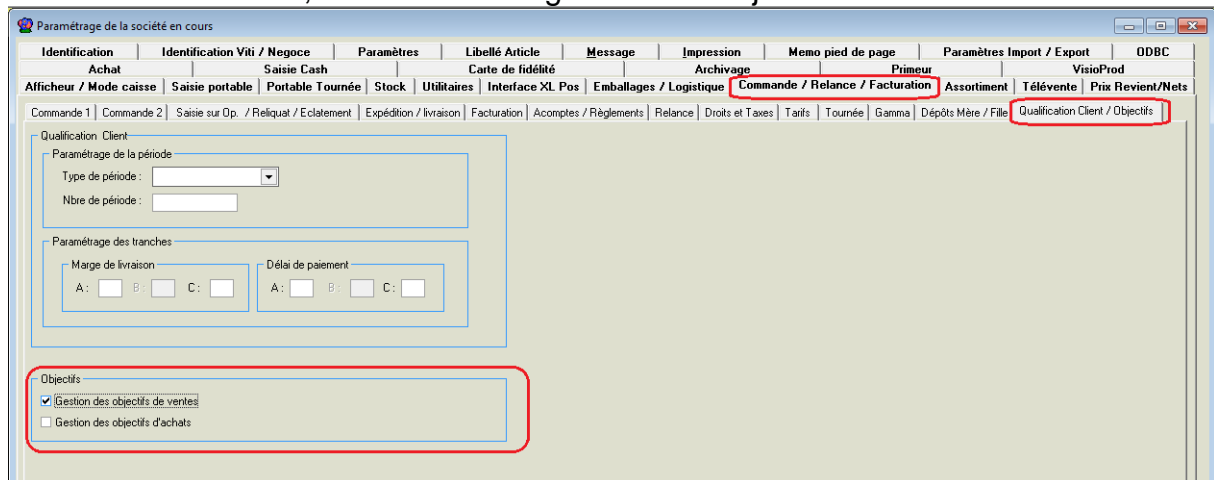 Paramétrage de la société en cours
Identification Identification Viti / Negoce Paramètres Libellé Article Message Impression Memo pied de page Paramètres Import / Export ODBC
Achat Saisie Cash Carte de fidélité Archivage Primeur VisioProd
Afficheur / Mode caisse Saisie portable Portable Tournée Stock Utilitaires Interface XL Pos Emballages / Logistique Commande / Relance / Facturation Assortiment Télévente Prix Revient/Nets
Commande 1 Commande 2 Saisie sur Op. / Reliquat / Eclatement Expédition / livraison Facturation Acomptes / Règlements Relance Droits et Taxes Tarifs Tournée Gamma Dépôts Mère / Fille Qualification Client / Objectifs
Qualification Client
Paramétrage de la période
Type de période :
Nbre de période :
Paramétrage des tranches
Marge de livraison Délai de paiement
A : B : C : A : B : C :
Objectifs
Gestion des objectifs de ventes
Gestion des objectifs d'achats